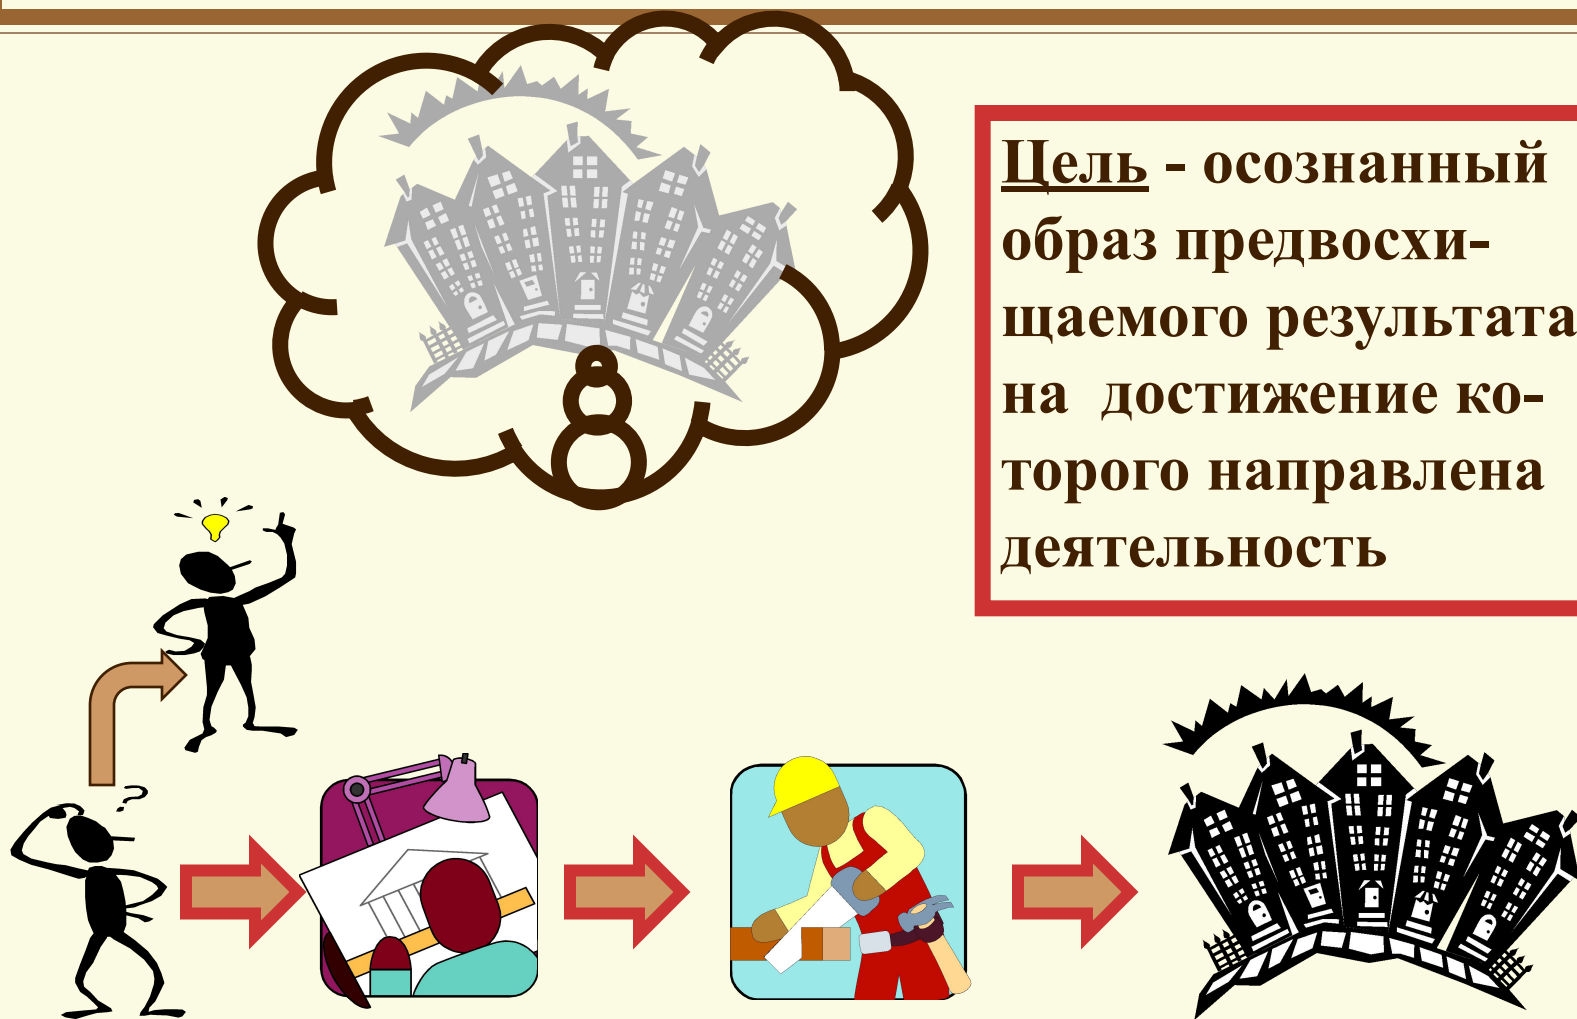 Цель - осознанный
образ предвосхи-
щаемого результата
на  достижение ко-
торого направлена
деятельность
?